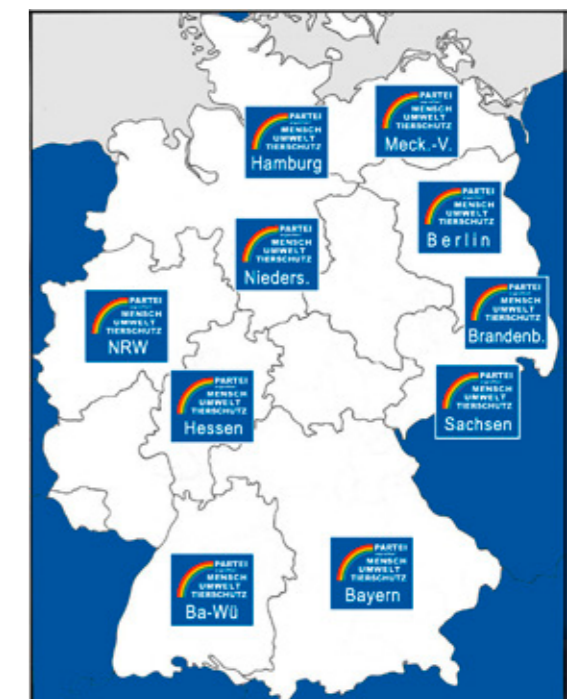 PARTEI
MENSCH
UMWELT
TIERSCHUTZ
Meck.-V.
PARTEI
MENSCH
UMWELT
TIERSCHUTZ
Hamburg
PARTEI
MENSCH
UMWELT
TIERSCHUTZ
Berlin
PARTEI
MENSCH
UMWELT
TIERSCHUTZ
Nieders.
PARTEI
MENSCH
UMWELT
TIERSCHUTZ
Brandenb.
PARTEI
MENSCH
UMWELT
TIERSCHUTZ
NRW
PARTEI
MENSCH
UMWELT
TIERSCHUTZ
Sachsen
PARTEI
MENSCH
UMWELT
TIERSCHUTZ
Hessen
PARTEI
MENSCH
UMWELT
TIERSCHUTZ
Bayern
PARTEI
MENSCH
UMWELT
TIERSCHUTZ
Ba-Wü